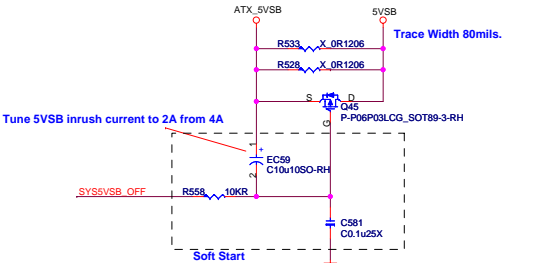 ATX_5VSB
5VSB
R533
X_0R1206
Trace Width 80mils.
R528
X_0R1206
S
D
Q45
P-P06P03LCG_SOT89-3-RH
G
Tune 5VSB inrush current to 2A from 4A
1
+
EC59
C10u10SO-RH
2
SYS5VSB_OFF
R558
10KR
C581
C0.1u25X
Soft Start